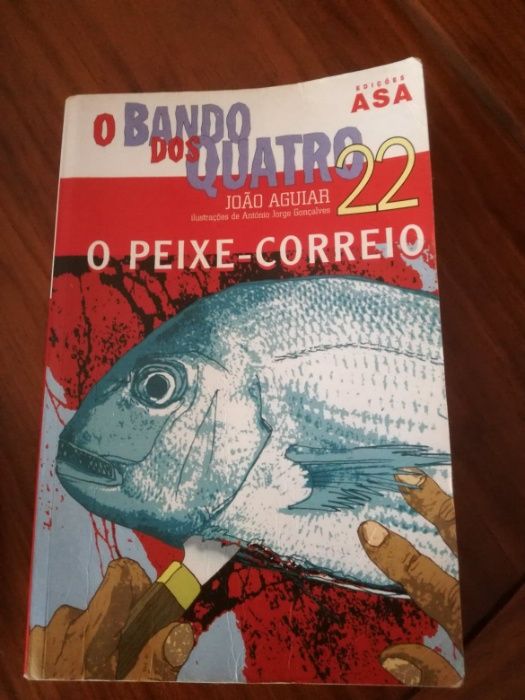 EDIÇÕES
ASA
O BANDO
DOS
QUATRO
22
JOÃO AGUIAR
ilustrações de António Jorge Gonçalves
O PEIXE-CORREIO